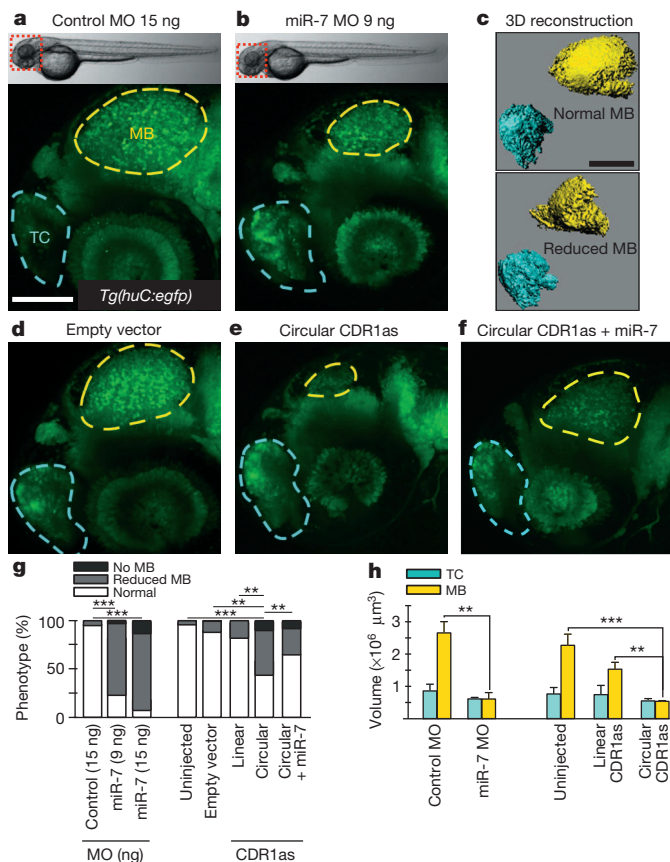 a Control MO 15 ng
b miR-7 MO 9 ng
c 3D reconstruction
MB
TC
Tg(huC:egfp)
Normal MB
Reduced MB
d Empty vector
e Circular CDR1as
f Circular CDR1as + miR-7
g
No MB
Reduced MB
Normal
Phenotype (%)
100
50
0
***
***
**
**
***
**
Control (15 ng)
miR-7 (9 ng)
miR-7 (15 ng)
MO (ng)
Uninjected
Empty vector
Linear
Circular
Circular
+ miR-7
CDR1as
h
TC
MB
Volume (×10⁶ μm³)
3
2
1
0
**
***
**
Control MO
miR-7 MO
Uninjected
Linear
CDR1as
Circular
CDR1as